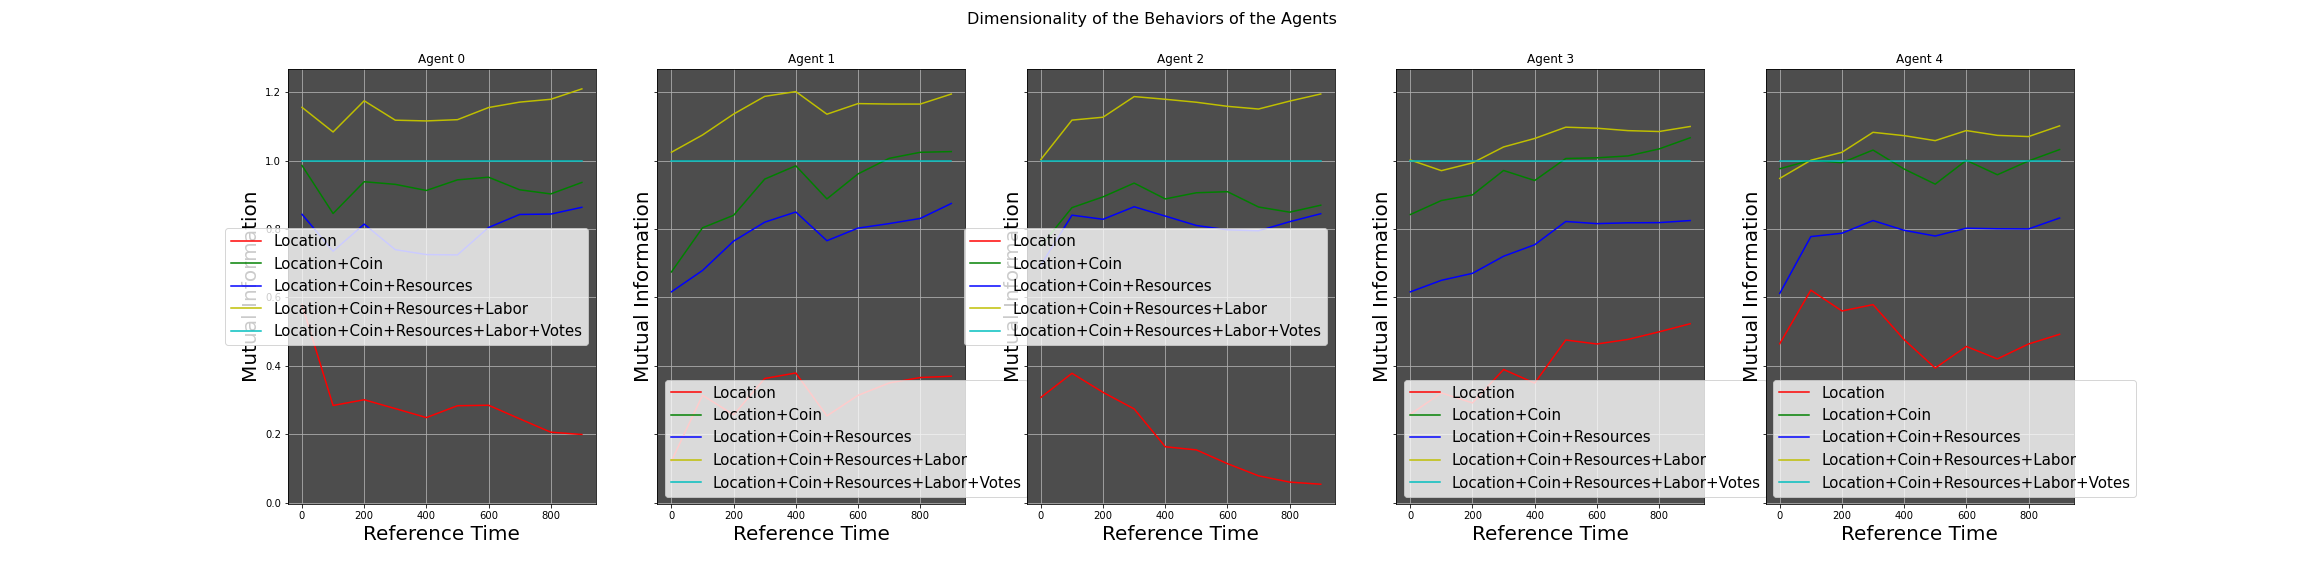 Dimensionality of the Behaviors of the Agents
Agent 0
Agent 1
Agent 2
Agent 3
Agent 4
1.2
1.0
0.8
0.6
0.4
0.2
0.0
Mutual Information
Location
Location+Coin
Location+Coin+Resources
Location+Coin+Resources+Labor
Location+Coin+Resources+Labor+Votes
0 200 400 600 800
Reference Time
Mutual Information
Location
Location+Coin
Location+Coin+Resources
Location+Coin+Resources+Labor
Location+Coin+Resources+Labor+Votes
0 200 400 600 800
Reference Time
Mutual Information
Location
Location+Coin
Location+Coin+Resources
Location+Coin+Resources+Labor
Location+Coin+Resources+Labor+Votes
0 200 400 600 800
Reference Time
Mutual Information
Location
Location+Coin
Location+Coin+Resources
Location+Coin+Resources+Labor
Location+Coin+Resources+Labor+Votes
0 200 400 600 800
Reference Time
Mutual Information
Location
Location+Coin
Location+Coin+Resources
Location+Coin+Resources+Labor
Location+Coin+Resources+Labor+Votes
0 200 400 600 800
Reference Time